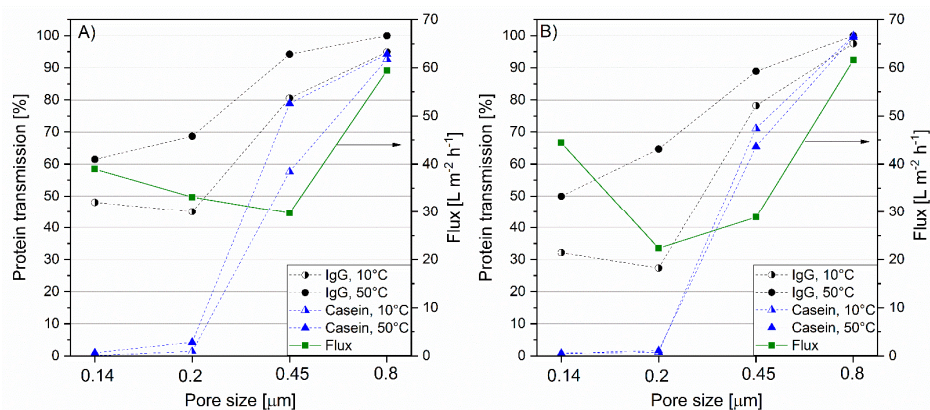 A)
Protein transmission [%]
100
90
80
70
60
50
40
30
20
10
0
70
60
50
40
30
20
10
0
Flux [L m⁻² h⁻¹]
IgG, 10°C
IgG, 50°C
Casein, 10°C
Casein, 50°C
Flux
0.14
0.2
0.45
0.8
Pore size [μm]
B)
Protein transmission [%]
100
90
80
70
60
50
40
30
20
10
0
70
60
50
40
30
20
10
0
Flux [L m⁻² h⁻¹]
IgG, 10°C
IgG, 50°C
Casein, 10°C
Casein, 50°C
Flux
0.14
0.2
0.45
0.8
Pore size [μm]